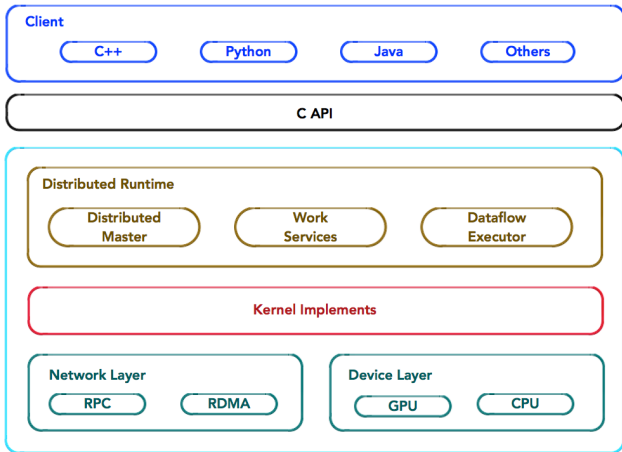 Client
C++ Python Java Others
C API
Distributed Runtime
Distributed Master
Work Services
Dataflow Executor
Kernel Implements
Network Layer
RPC RDMA
Device Layer
GPU CPU